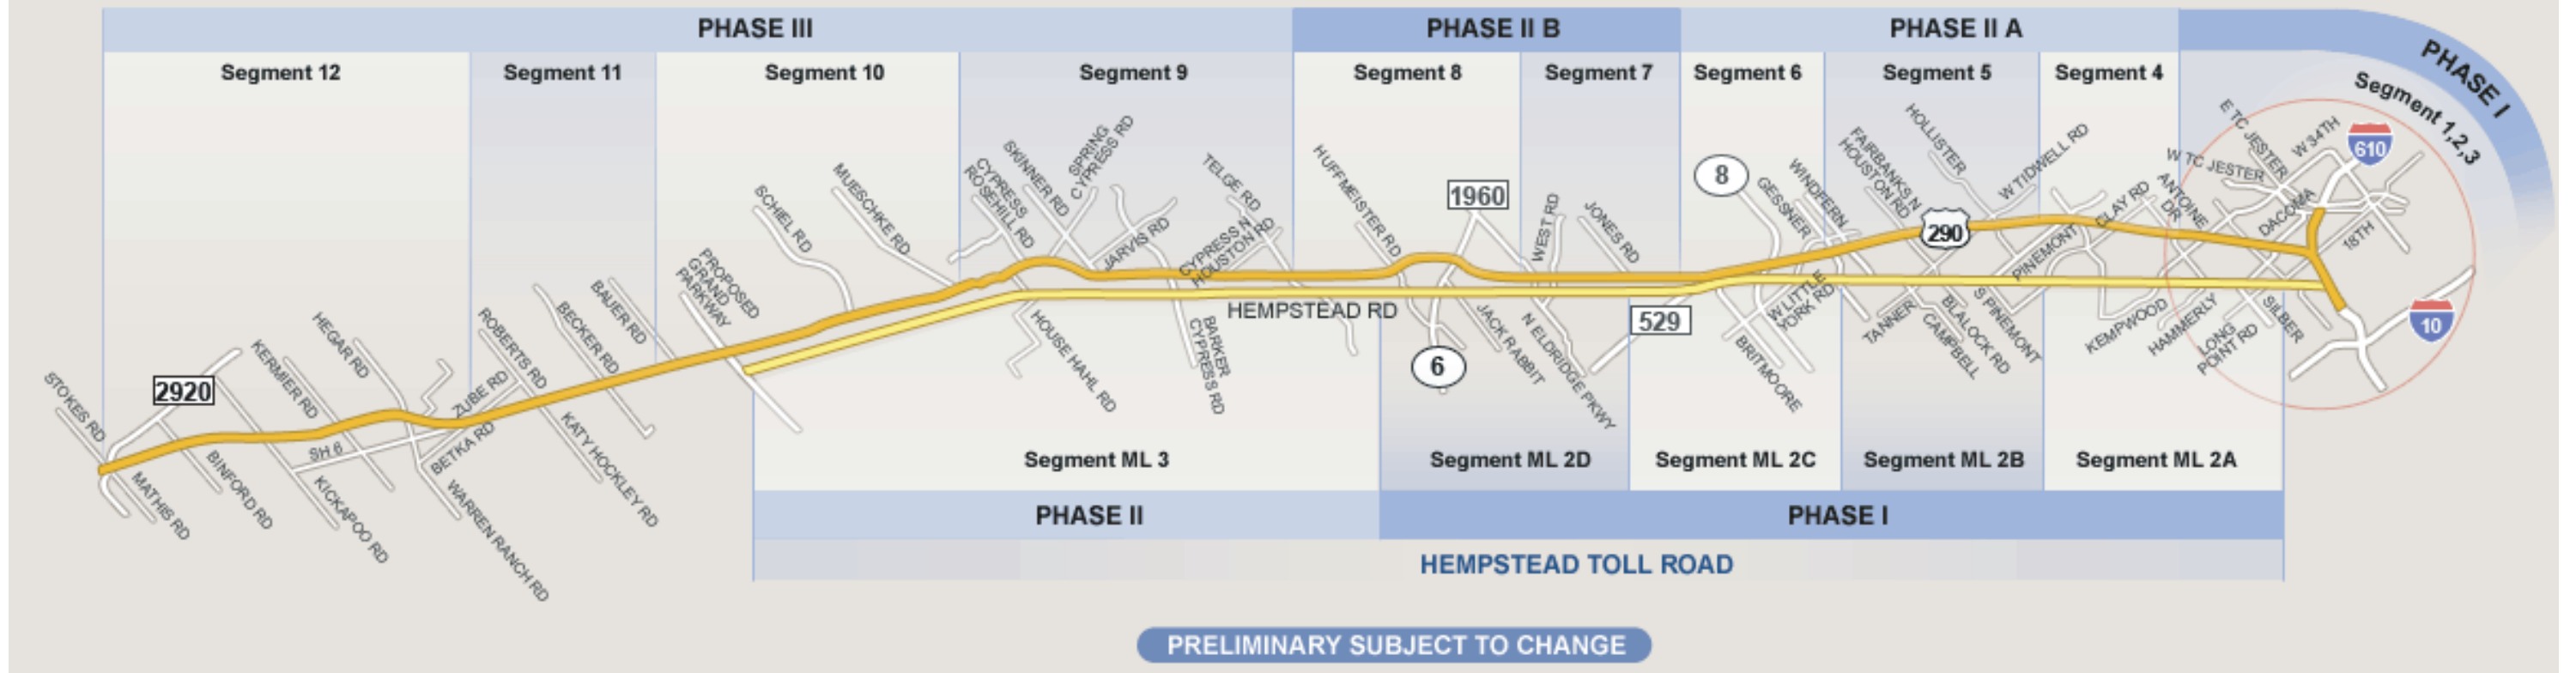 PHASE III
PHASE II B
PHASE II A
PHASE I
Segment 12
Segment 11
Segment 10
Segment 9
Segment 8
Segment 7
Segment 6
Segment 5
Segment 4
Segment 1,2,3
STOKES RD
2920
MATHIS RD
BINFORD RD
KERMIER RD
HEGAR RD
SH 6
KICKAPOO RD
ZUBE RD
BETKA RD
WARREN RANCH RD
ROBERTS RD
KATY HOCKLEY RD
BECKER RD
BAUER RD
PROPOSED
GRAND
PARKWAY
SCHIEL RD
MUESCHKE RD
CYPRESS
ROSEHILL RD
SKINNER RD
SPRING
CYPRESS RD
JARVIS RD
HOUSE HAHL RD
BARKER
CYPRESS RD
CYPRESS N
HOUSTON RD
TELGE RD
HEMPSTEAD RD
HUFFMEISTER RD
1960
6
JACK RABBIT
WEST RD
N ELDRIDGE PKWY
JONES RD
529
8
GESSNER
WINDFERN
W LITTLE
YORK RD
BRITMOORE
FAIRBANKS N
HOUSTON RD
HOLLISTER
290
W TIDWELL RD
TANNER
CAMPBELL
BLALOCK RD
S PINEMONT
PINEMONT
CLAY RD
KEMPWOOD
HAMMERLY
ANTOINE
DR
LONG
POINT RD
SILBER
W TC JESTER
E TC JESTER
W 34TH
DACOMA
18TH
610
10
Segment ML 3
Segment ML 2D
Segment ML 2C
Segment ML 2B
Segment ML 2A
PHASE II
PHASE I
HEMPSTEAD TOLL ROAD
PRELIMINARY SUBJECT TO CHANGE